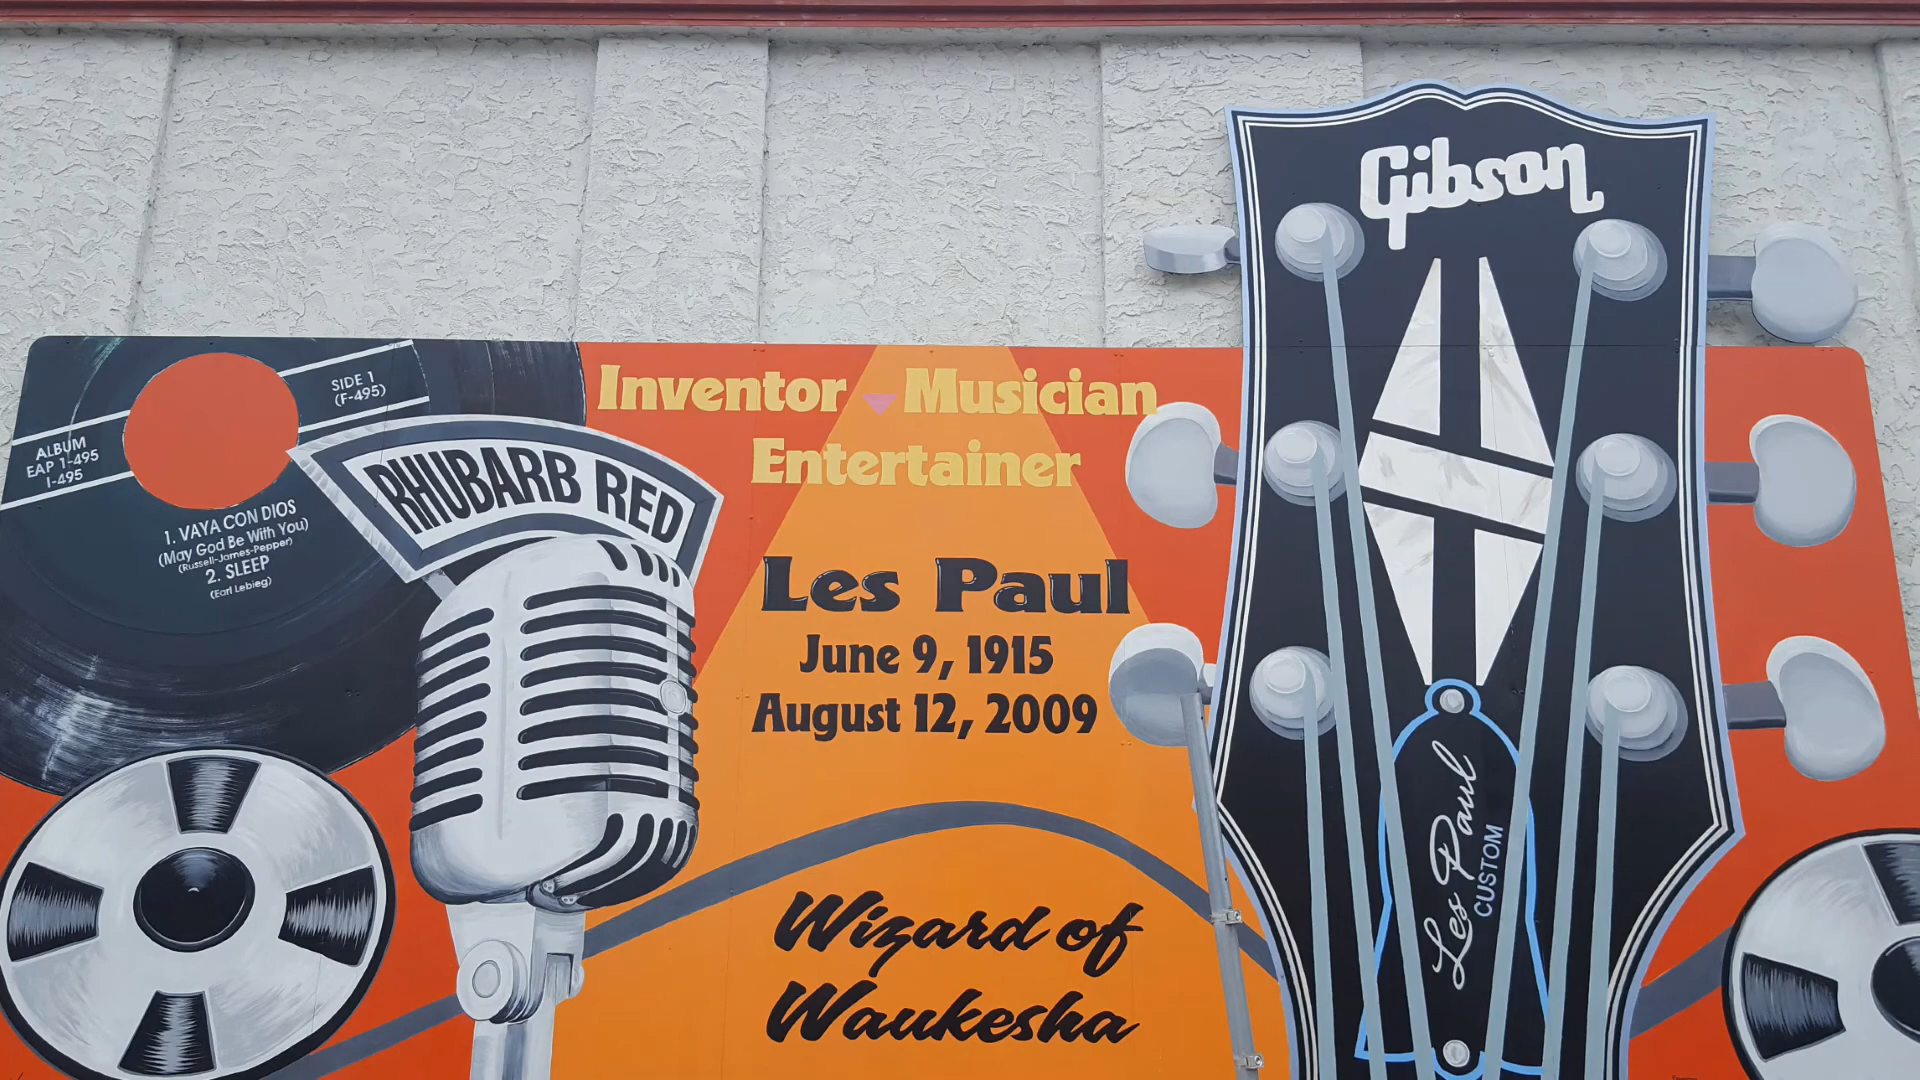 Inventor Musician
Entertainer
Les Paul
June 9, 1915
August 12, 2009
Wizard of
Waukesha
SIDE 1
(F-495)
ALBUM
EAP 1-495
I-495
1. VAYA CON DIOS
(May God Be With You)
(Russell-James-Pepper)
2. SLEEP
(Earl Lebieg)
RHUBARB RED
Gibson
Les Paul
CUSTOM